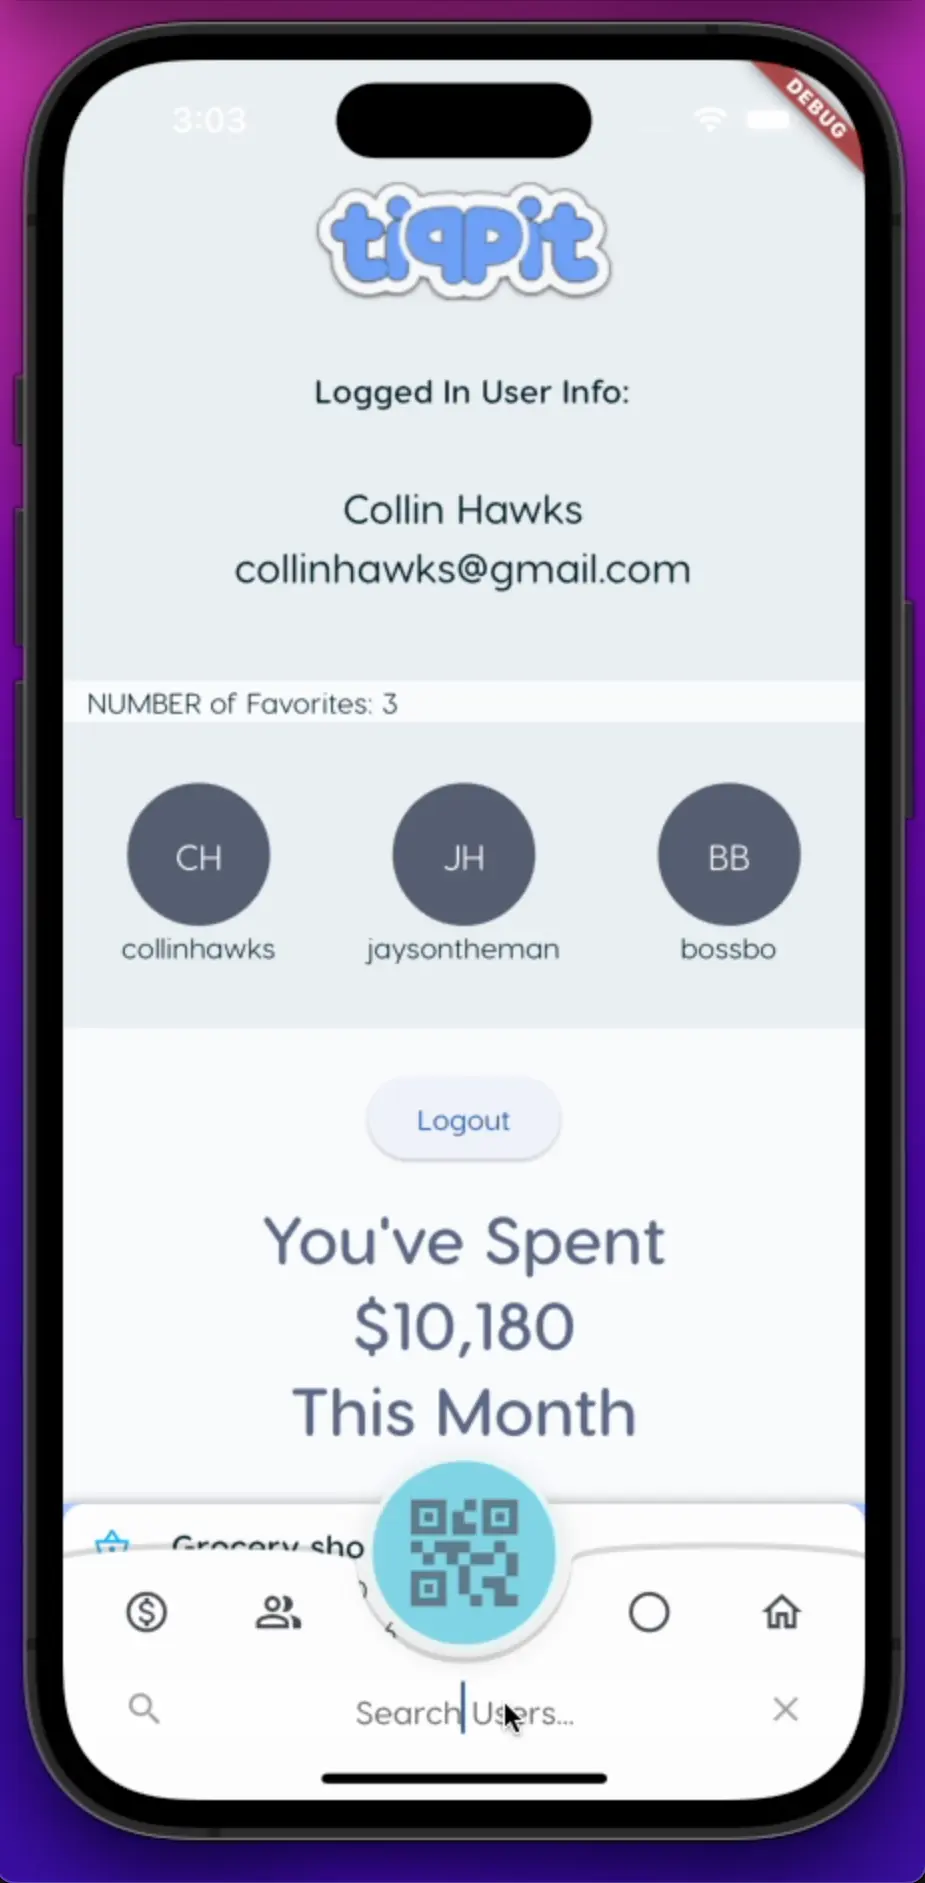 3:03
DEBUG
tiqpit
Logged In User Info:
Collin Hawks
collinhawks@gmail.com
NUMBER of Favorites: 3
CH
JH
BB
collinhawks
jaysontheman
bossbo
Logout
You've Spent
$10,180
This Month
Grocery sho
Search Users...